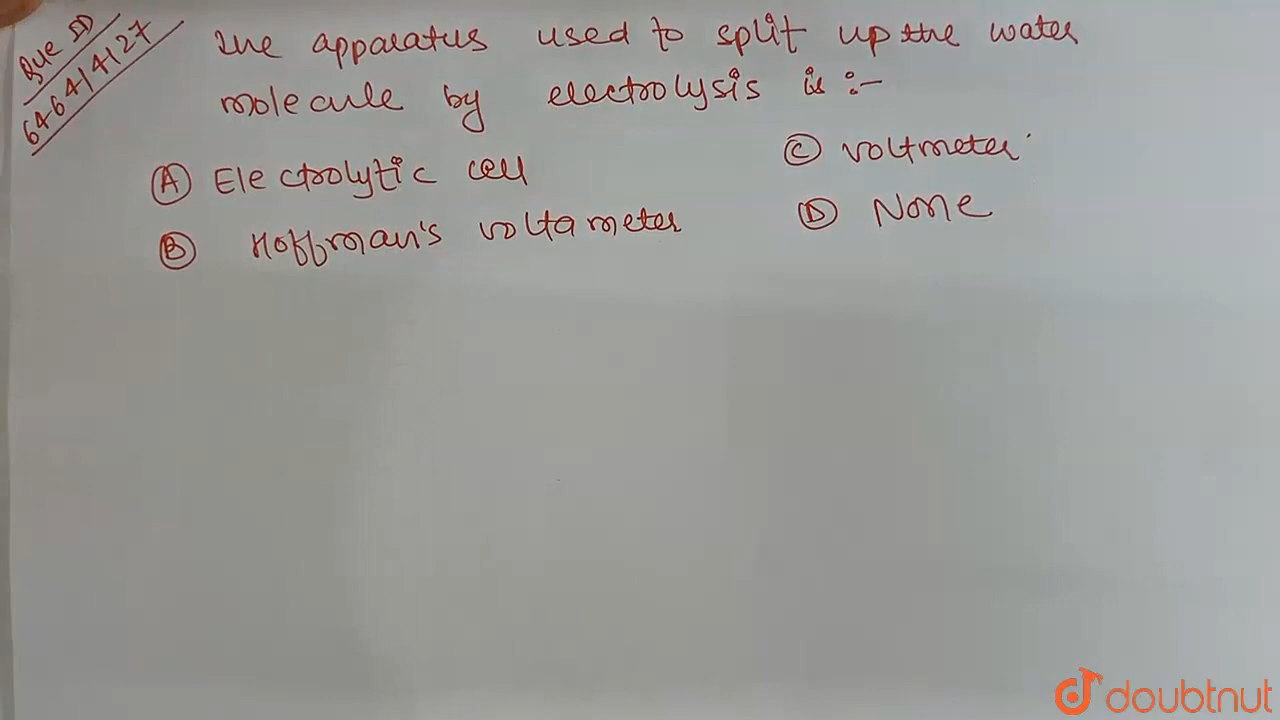 Que ID
646414127
The apparatus used to split up the water
molecule by electrolysis is :-
(A) Electrolytic cell
(C) voltmeter
(B) Hoffman's voltameter
(D) None
doubtnut